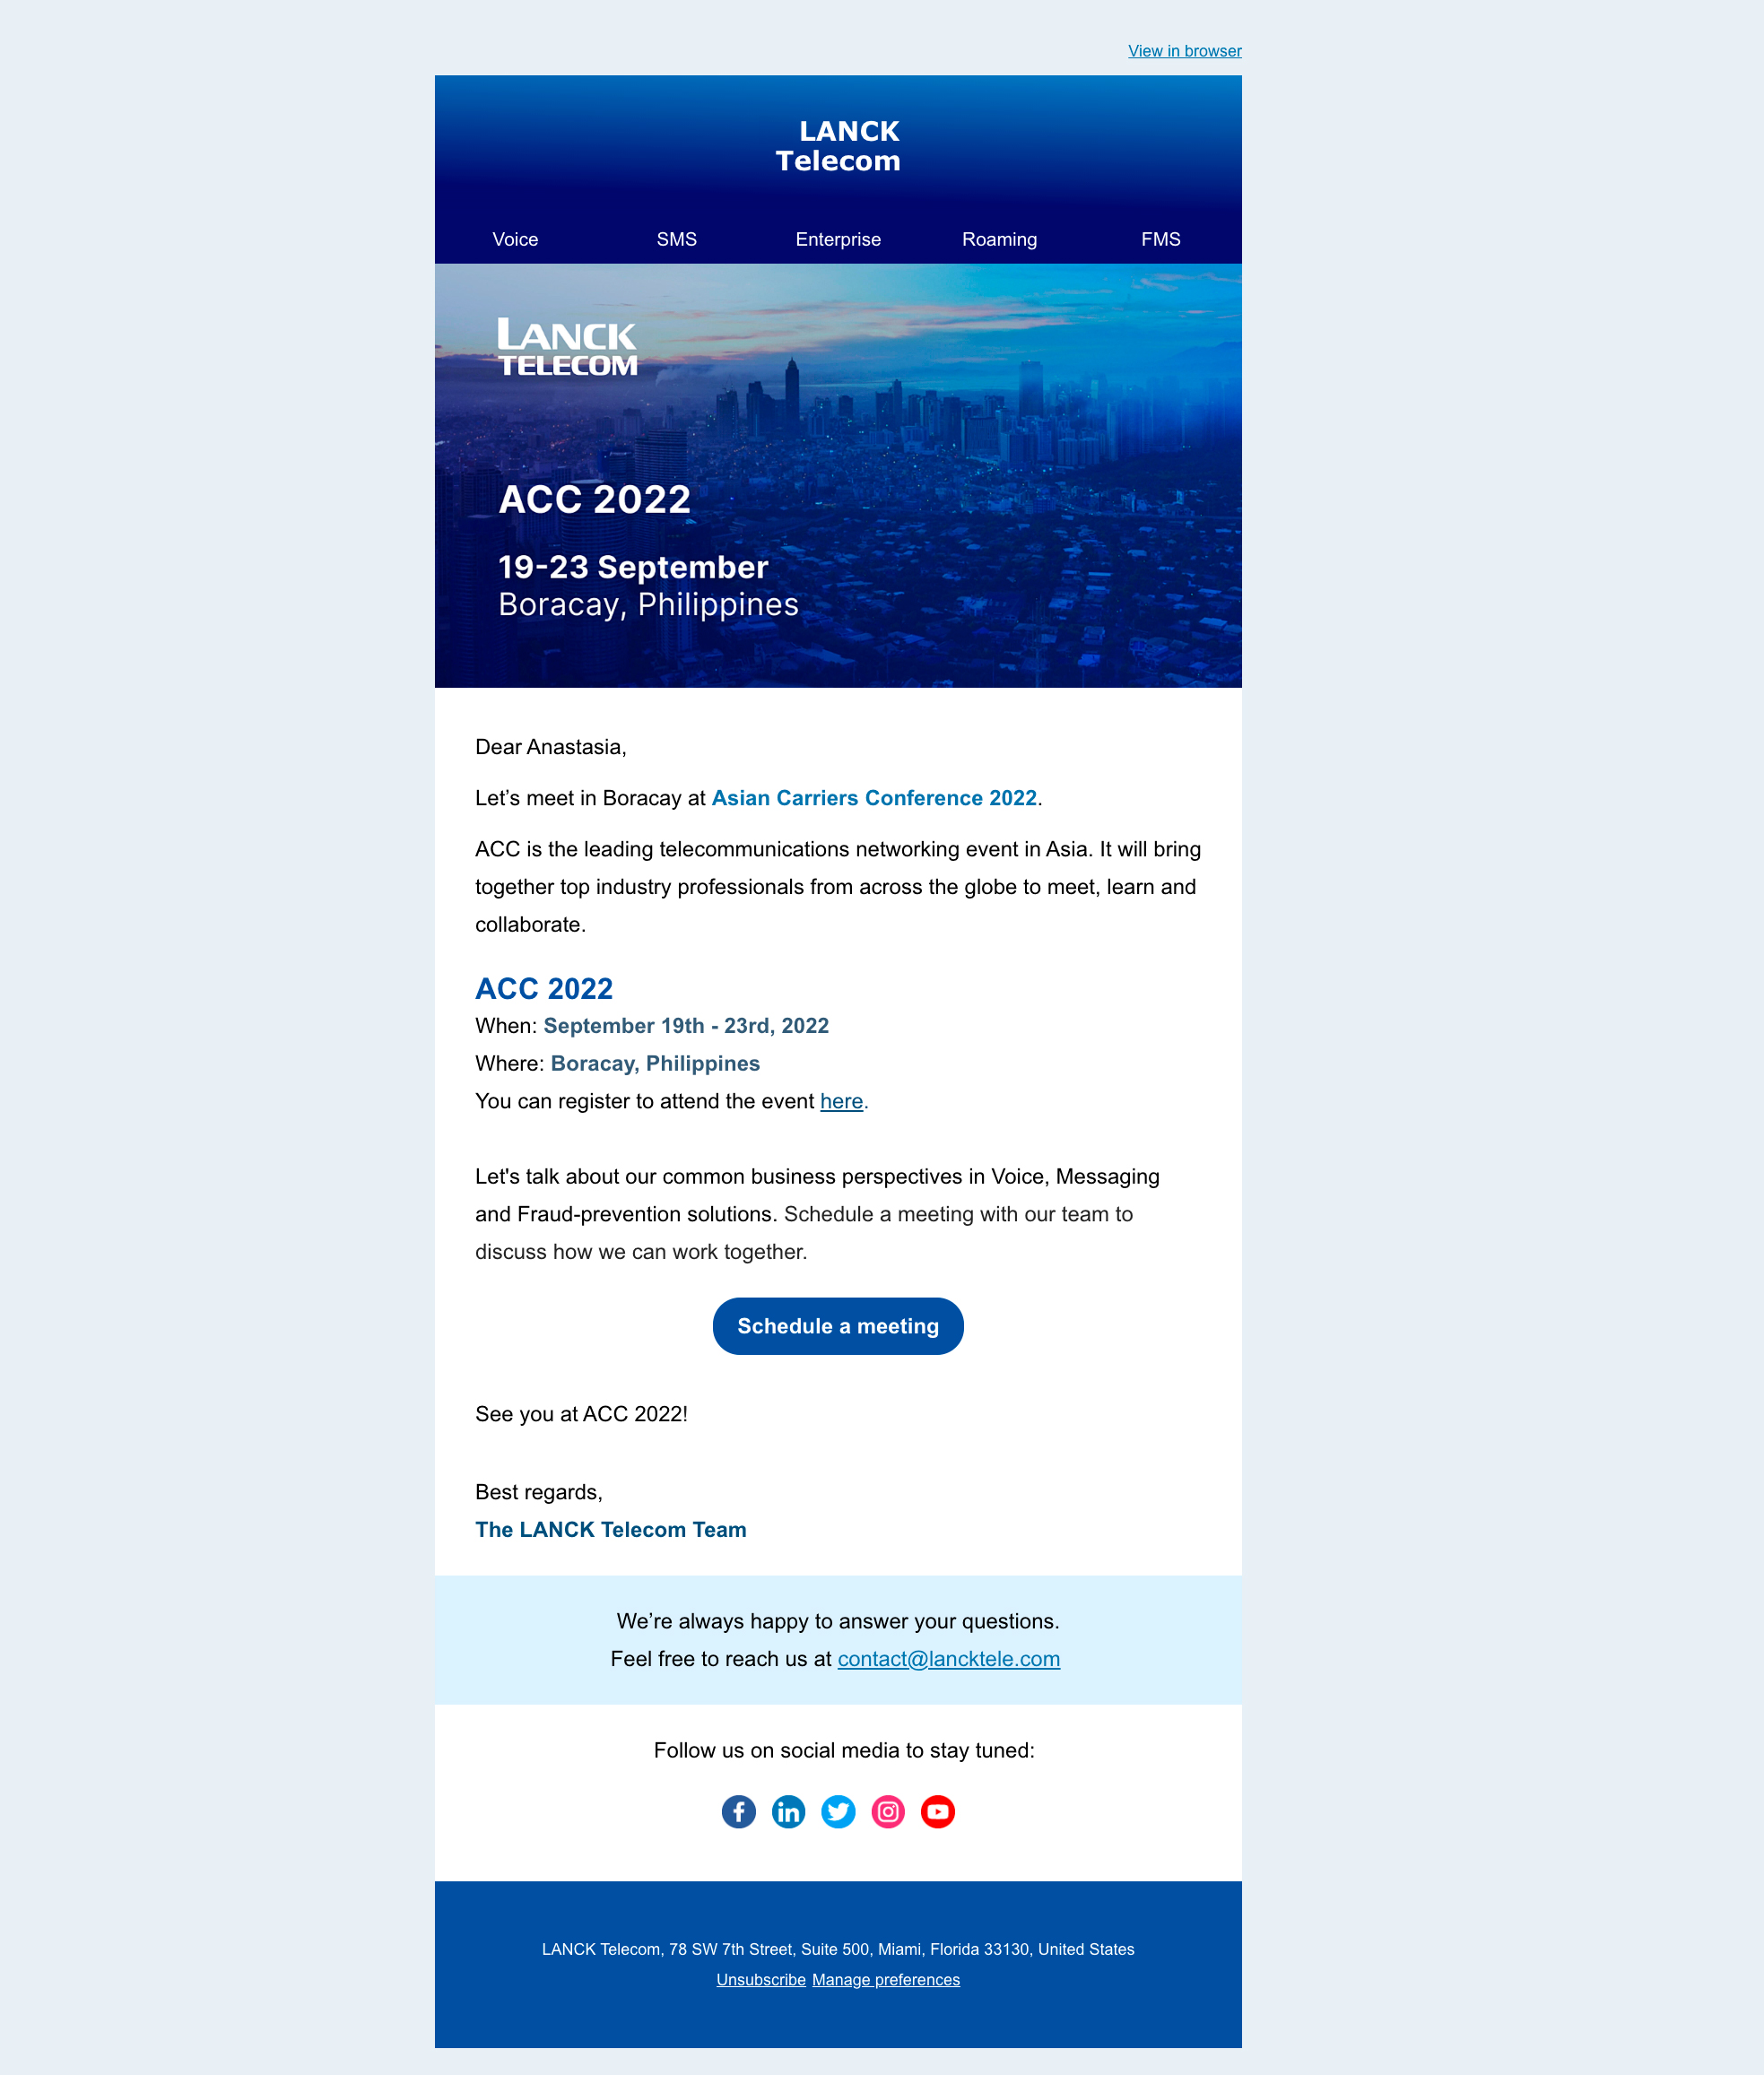 View in browser
LANCK
Telecom
Voice SMS Enterprise Roaming FMS
LANCK
TELECOM
ACC 2022
19-23 September
Boracay, Philippines
Dear Anastasia,
Let’s meet in Boracay at Asian Carriers Conference 2022.
ACC is the leading telecommunications networking event in Asia. It will bring
together top industry professionals from across the globe to meet, learn and
collaborate.
ACC 2022
When: September 19th - 23rd, 2022
Where: Boracay, Philippines
You can register to attend the event here.
Let's talk about our common business perspectives in Voice, Messaging
and Fraud-prevention solutions. Schedule a meeting with our team to
discuss how we can work together.
Schedule a meeting
See you at ACC 2022!
Best regards,
The LANCK Telecom Team
We’re always happy to answer your questions.
Feel free to reach us at contact@lancktele.com
Follow us on social media to stay tuned:
LANCK Telecom, 78 SW 7th Street, Suite 500, Miami, Florida 33130, United States
Unsubscribe Manage preferences